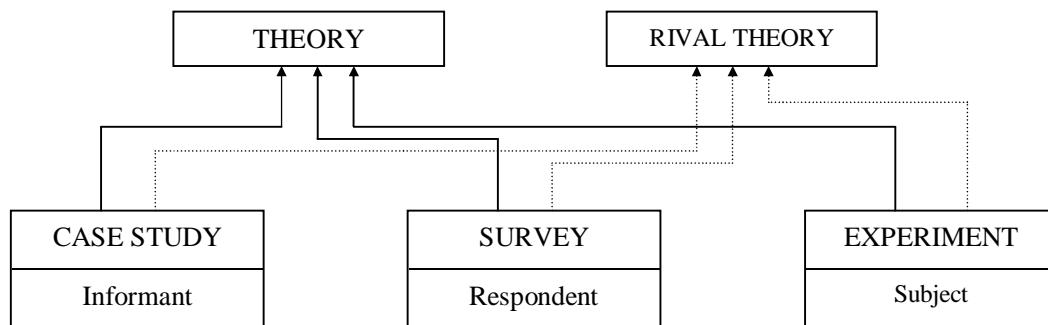 THEORY
RIVAL THEORY
CASE STUDY
SURVEY
EXPERIMENT
Informant
Respondent
Subject